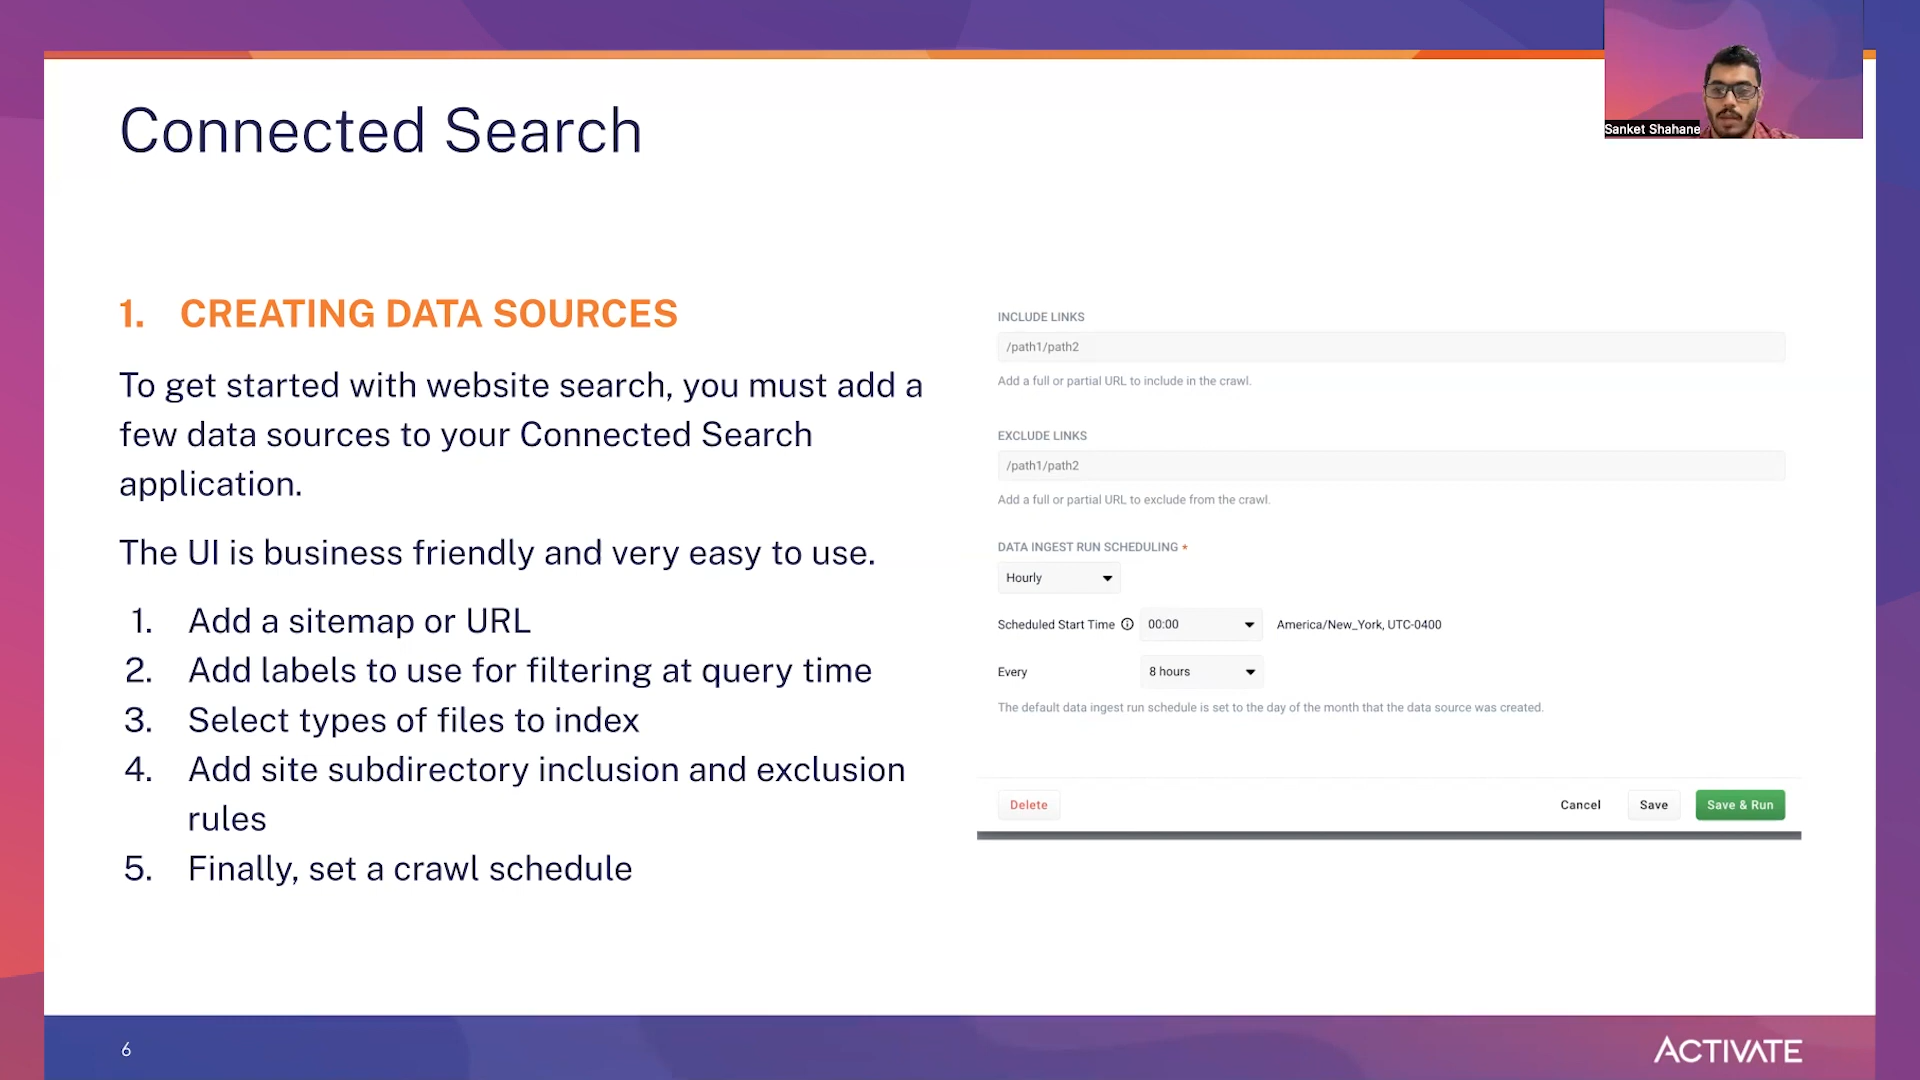 Connected Search
Sanket Shahane
1. CREATING DATA SOURCES
To get started with website search, you must add a
few data sources to your Connected Search
application.
The UI is business friendly and very easy to use.
1. Add a sitemap or URL
2. Add labels to use for filtering at query time
3. Select types of files to index
4. Add site subdirectory inclusion and exclusion
rules
5. Finally, set a crawl schedule
INCLUDE LINKS
/path1/path2
Add a full or partial URL to include in the crawl.
EXCLUDE LINKS
/path1/path2
Add a full or partial URL to exclude from the crawl.
DATA INGEST RUN SCHEDULING *
Hourly
Scheduled Start Time 00:00 America/New_York, UTC-0400
Every 8 hours
The default data ingest run schedule is set to the day of the month that the data source was created.
Delete Cancel Save Save & Run
6
ACTIVATE